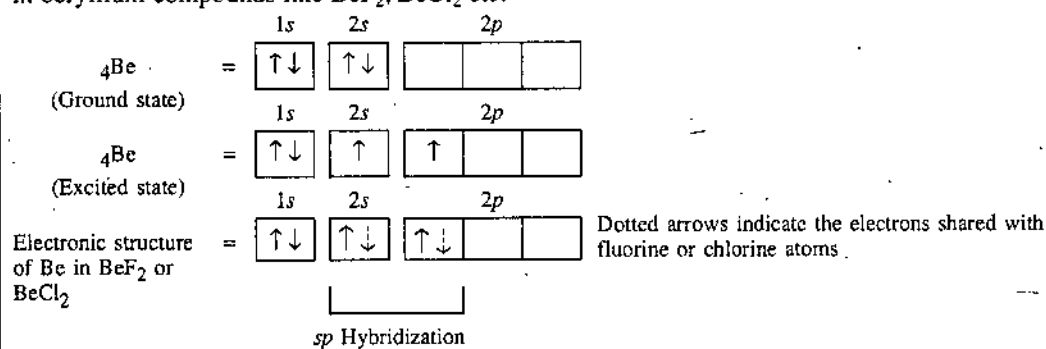 in beryllium compounds like BeF2, BeCl2 etc.
1s 2s 2p
4Be = ↑↓ ↑↓
(Ground state)
1s 2s 2p
4Be = ↑↓ ↑ ↑
(Excited state)
1s 2s 2p
Electronic structure = ↑↓ ↑⇣ ↑⇣ Dotted arrows indicate the electrons shared with
of Be in BeF2 or fluorine or chlorine atoms
BeCl2
sp Hybridization